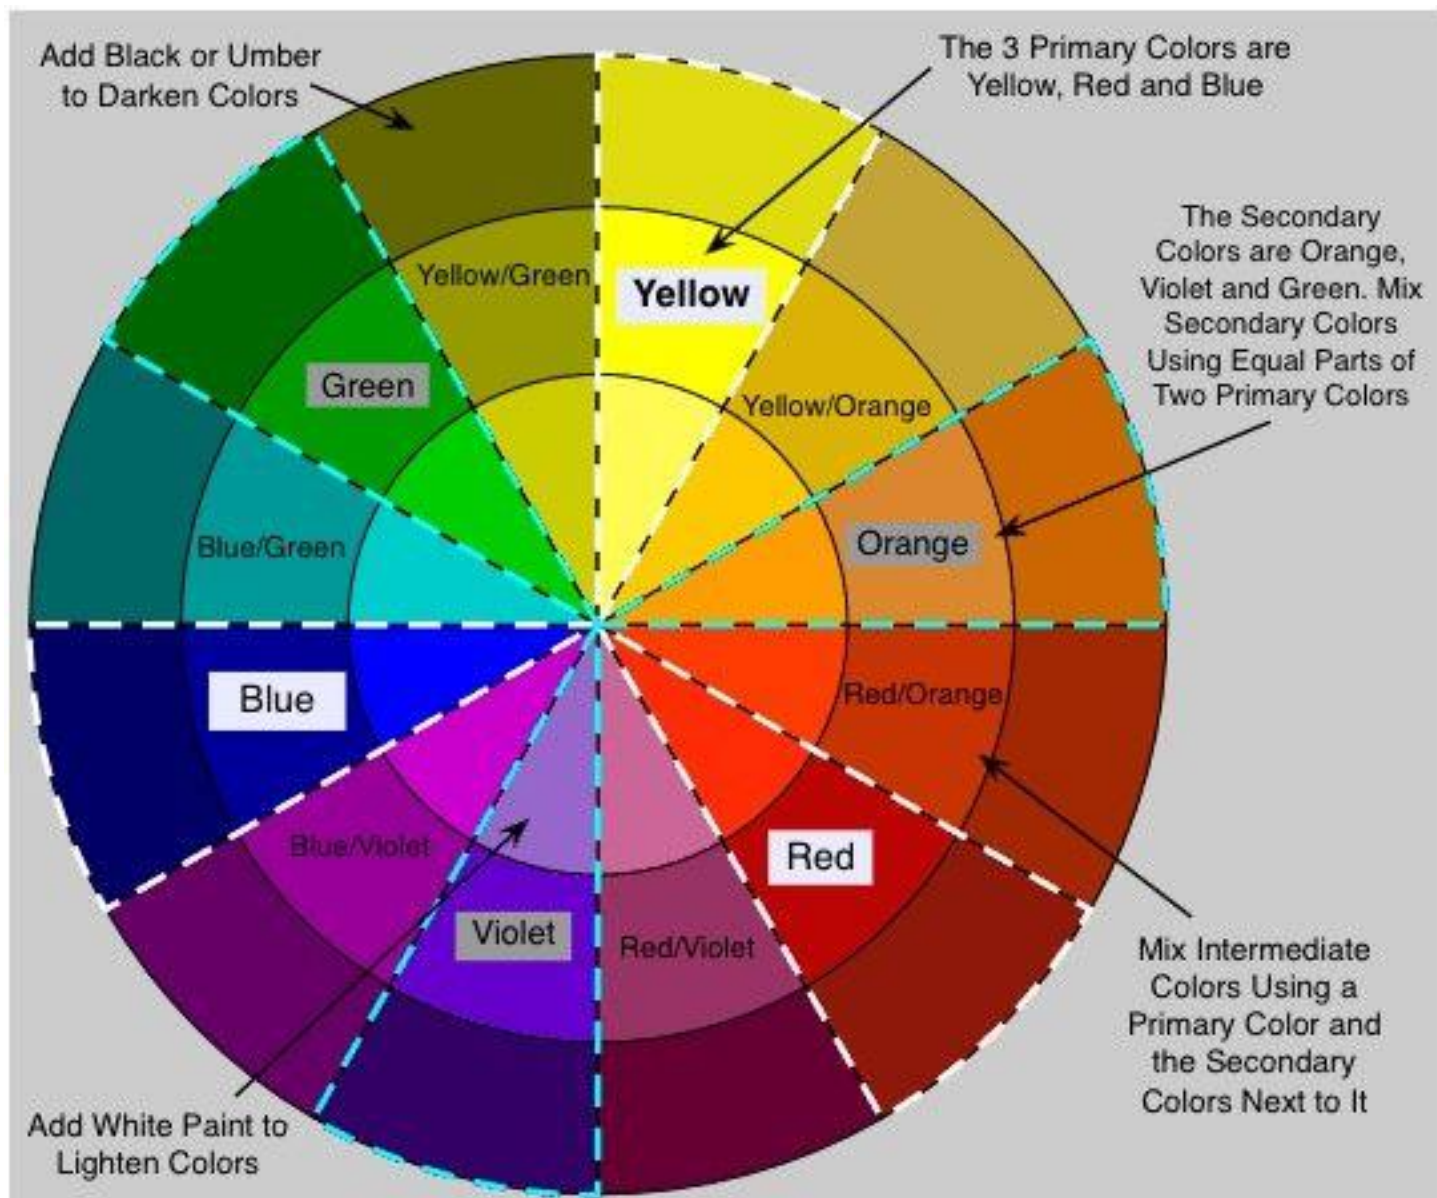 Add Black or Umber
to Darken Colors
The 3 Primary Colors are
Yellow, Red and Blue
The Secondary
Colors are Orange,
Violet and Green. Mix
Secondary Colors
Using Equal Parts of
Two Primary Colors
Yellow/Green
Yellow
Green
Yellow/Orange
Blue/Green
Orange
Blue
Red/Orange
Blue/Violet
Red
Violet
Red/Violet
Mix Intermediate
Colors Using a
Primary Color and
the Secondary
Colors Next to It
Add White Paint to
Lighten Colors